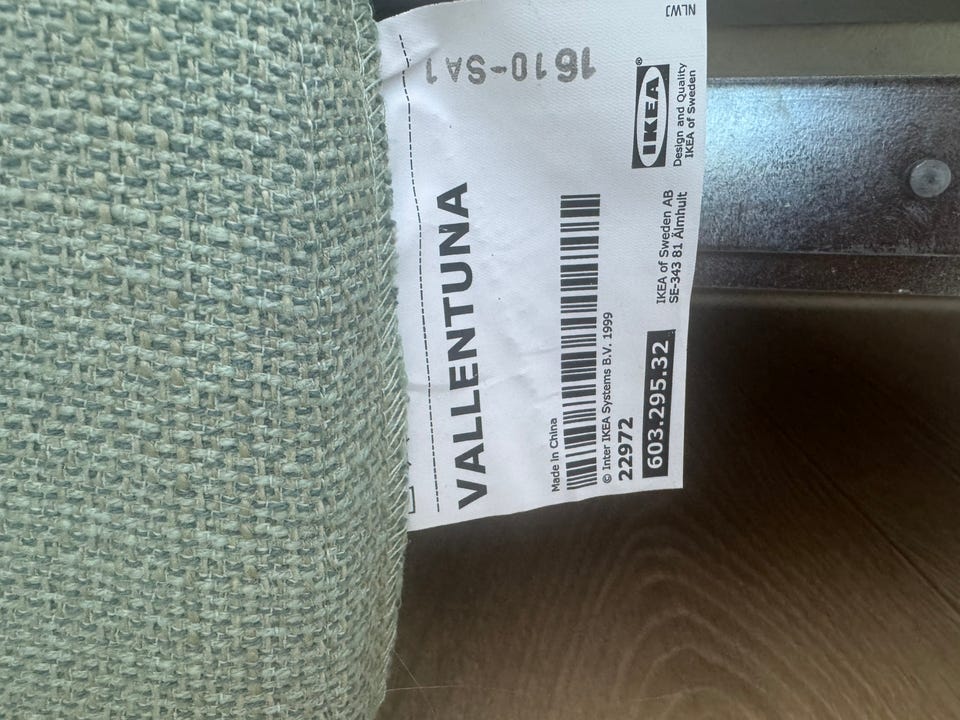 1610-SA1
VALLENTUNA
Made in China
© Inter IKEA Systems B.V. 1999
22972
603.295.32
IKEA of Sweden AB
SE-343 81 Älmhult
IKEA®
Design and Quality
IKEA of Sweden
NLWJ